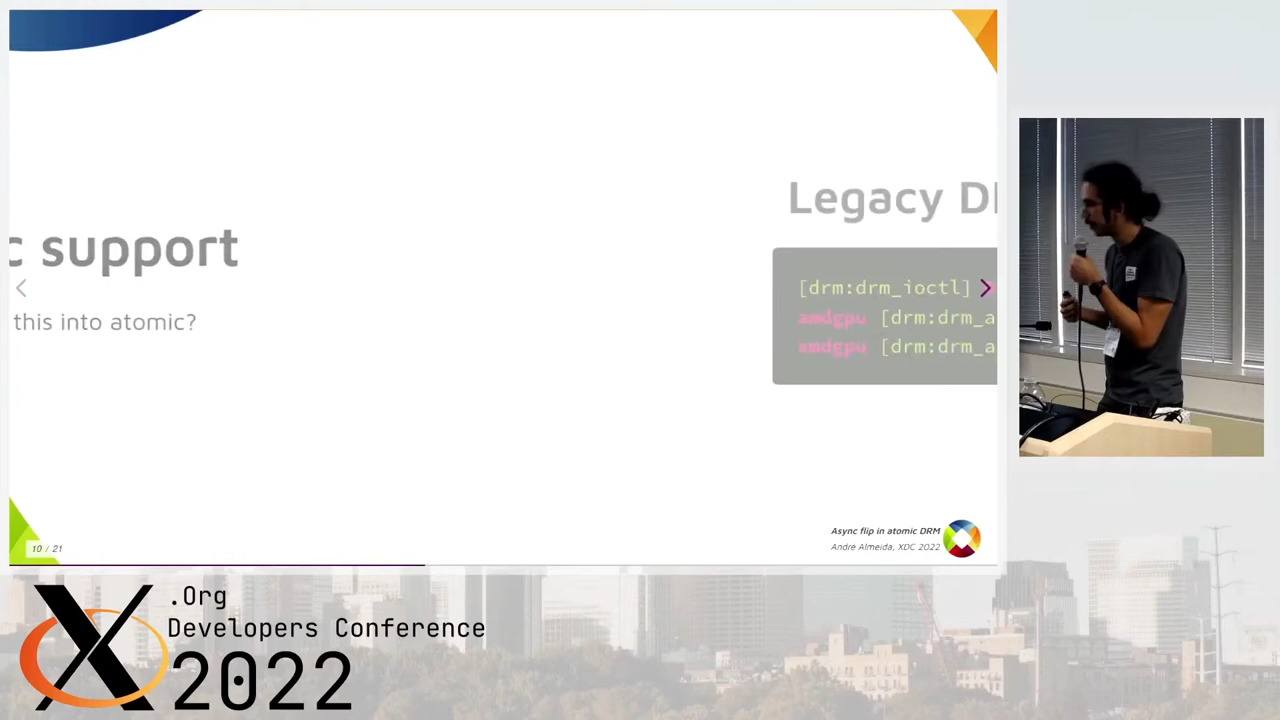 c support
this into atomic?
Legacy D
[drm:drm_ioctl]
amdgpu [drm:drm_a
amdgpu [drm:drm_a
Async flip in atomic DRM
André Almeida, XDC 2022
10 / 21
X.Org
Developers Conference
2022